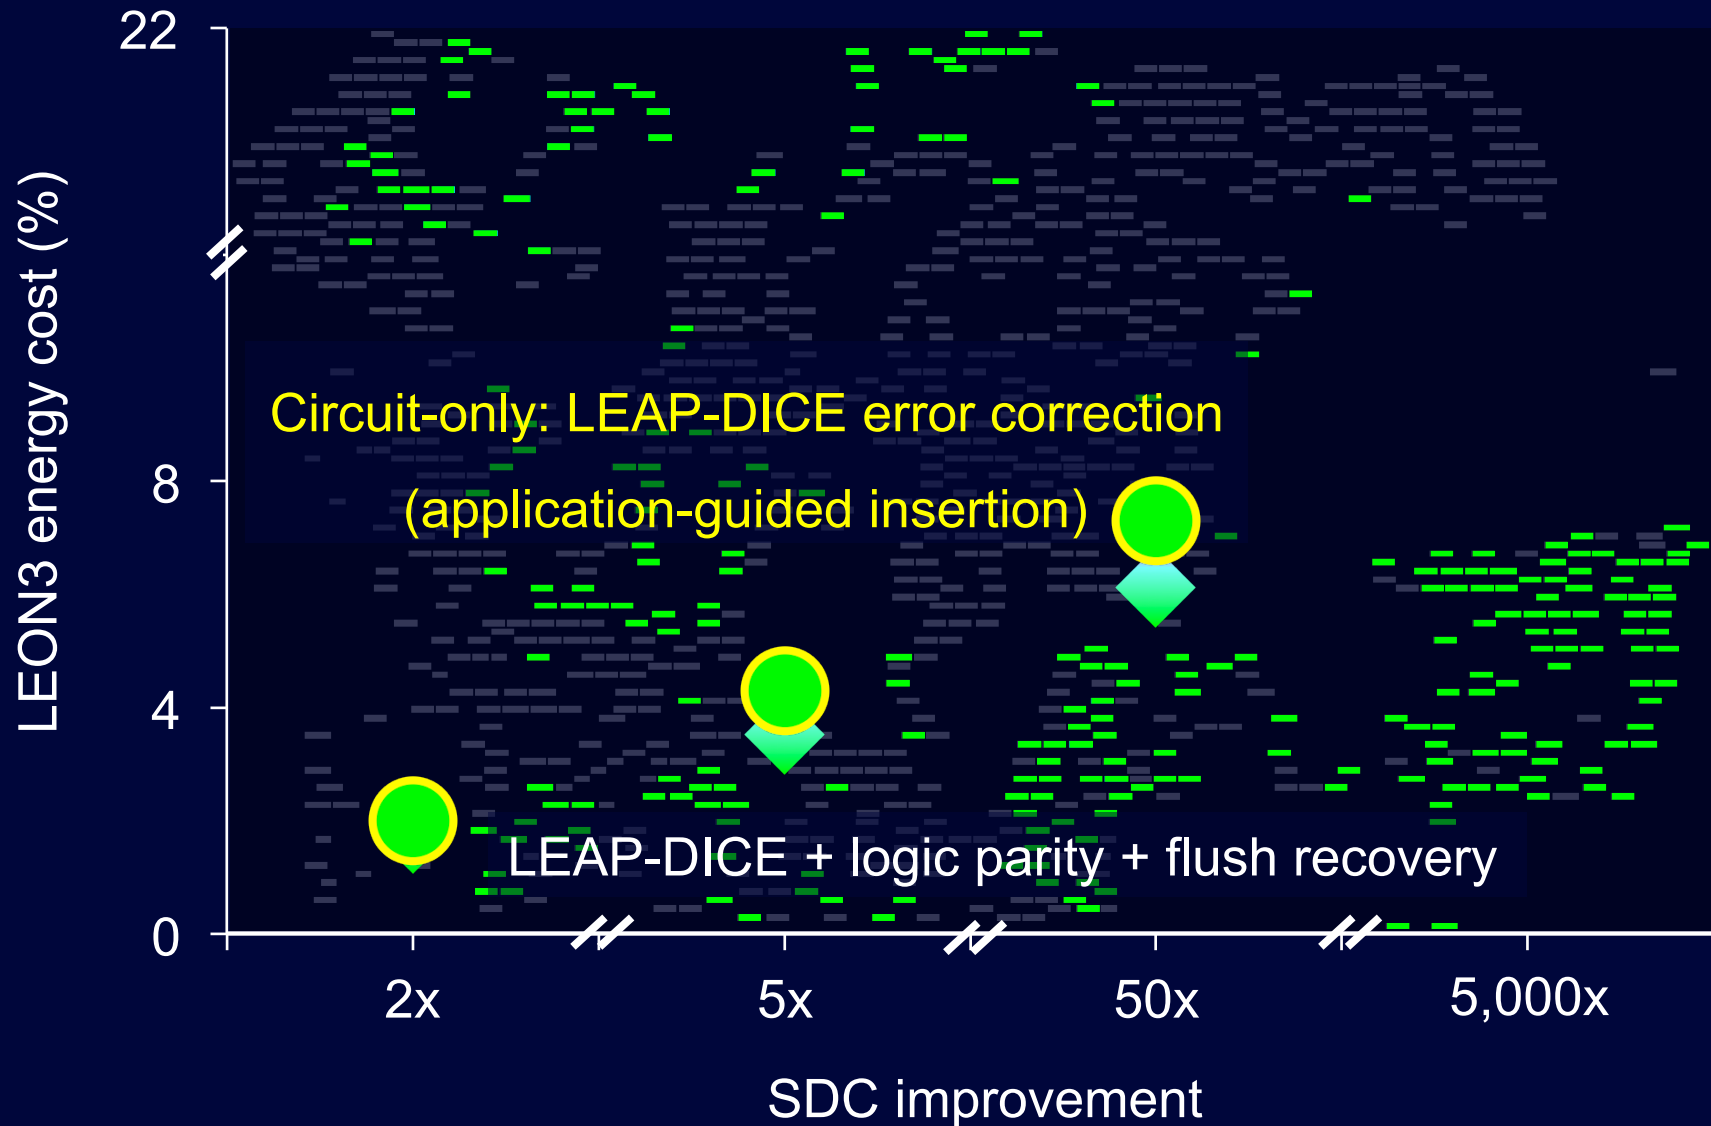 22
8
4
0
LEON3 energy cost (%)
Circuit-only: LEAP-DICE error correction
(application-guided insertion)
LEAP-DICE + logic parity + flush recovery
2x
5x
50x
5,000x
SDC improvement